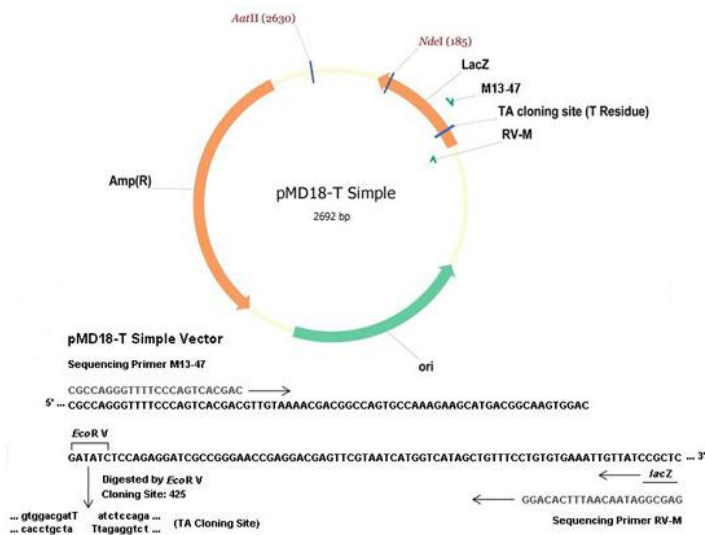 AatII (2630)
NdeI (185)
LacZ
M13-47
TA cloning site (T Residue)
RV-M
Amp(R)
pMD18-T Simple
2692 bp
ori
pMD18-T Simple Vector
Sequencing Primer M13-47
CGCCAGGGTTTTCCCAGTCACGAC
5' ... CGCCAGGGTTTTCCCAGTCACGACGTTGTAAAACGACGGCCAGTGCCAAAGAAGCATGACGGCAAGTGGAC
EcoR V
GATATCTCCAGAGGATCGCCGGGAACCGAGGACGAGTTCGTAATCATGGTCATAGCTGTTTCCTGTGTGAAATTGTTATCCGCTC ... 3'
Digested by EcoR V
Cloning Site: 425
lacZ
... gtggacgatT atctccaga ...
... cacctgcta Ttagaggtct ...
(TA Cloning Site)
GGACACTTTAACAATAGGCGAG
Sequencing Primer RV-M